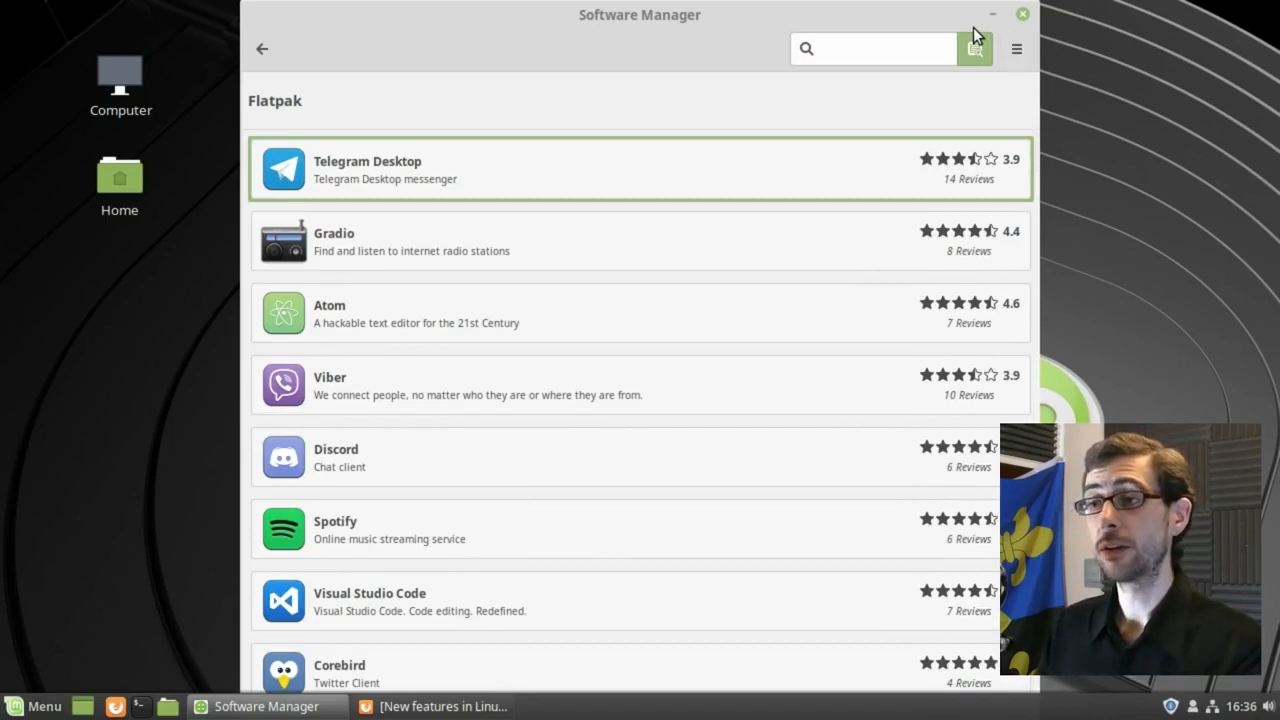 Software Manager
Computer
Home
Flatpak
Telegram Desktop
Telegram Desktop messenger
3.9
14 Reviews
Gradio
Find and listen to internet radio stations
4.4
8 Reviews
Atom
A hackable text editor for the 21st Century
4.6
7 Reviews
Viber
We connect people, no matter who they are or where they are from.
3.9
10 Reviews
Discord
Chat client
6 Reviews
Spotify
Online music streaming service
6 Reviews
Visual Studio Code
Visual Studio Code. Code editing. Redefined.
7 Reviews
Corebird
Twitter Client
4 Reviews
Menu
Software Manager
[New features in Linu...
16:36